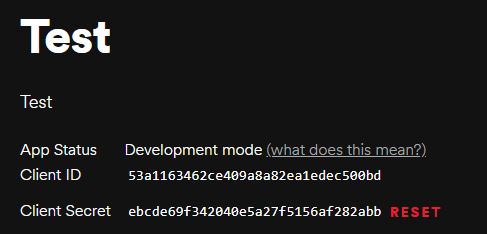 Test
Test
App Status Development mode (what does this mean?)
Client ID 53a1163462ce409a8a82ea1edec500bd
Client Secret ebcde69f342040e5a27f5156af282abb RESET